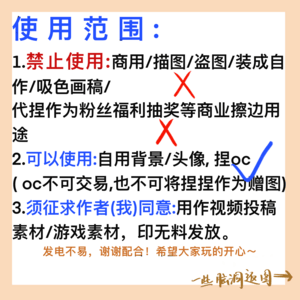 使用范围:
1.禁止使用:商用/描图/盗图/装成自
作/吸色画稿/
代捏作为粉丝福利抽奖等商业擦边用
途
2.可以使用:自用背景/头像, 捏oc
( oc不可交易,也不可将捏捏作为赠图)
3.须征求作者(我)同意:用作视频投稿
素材/游戏素材，印无料发放。
发电不易，谢谢配合！希望大家玩的开心～
一些脑洞返图